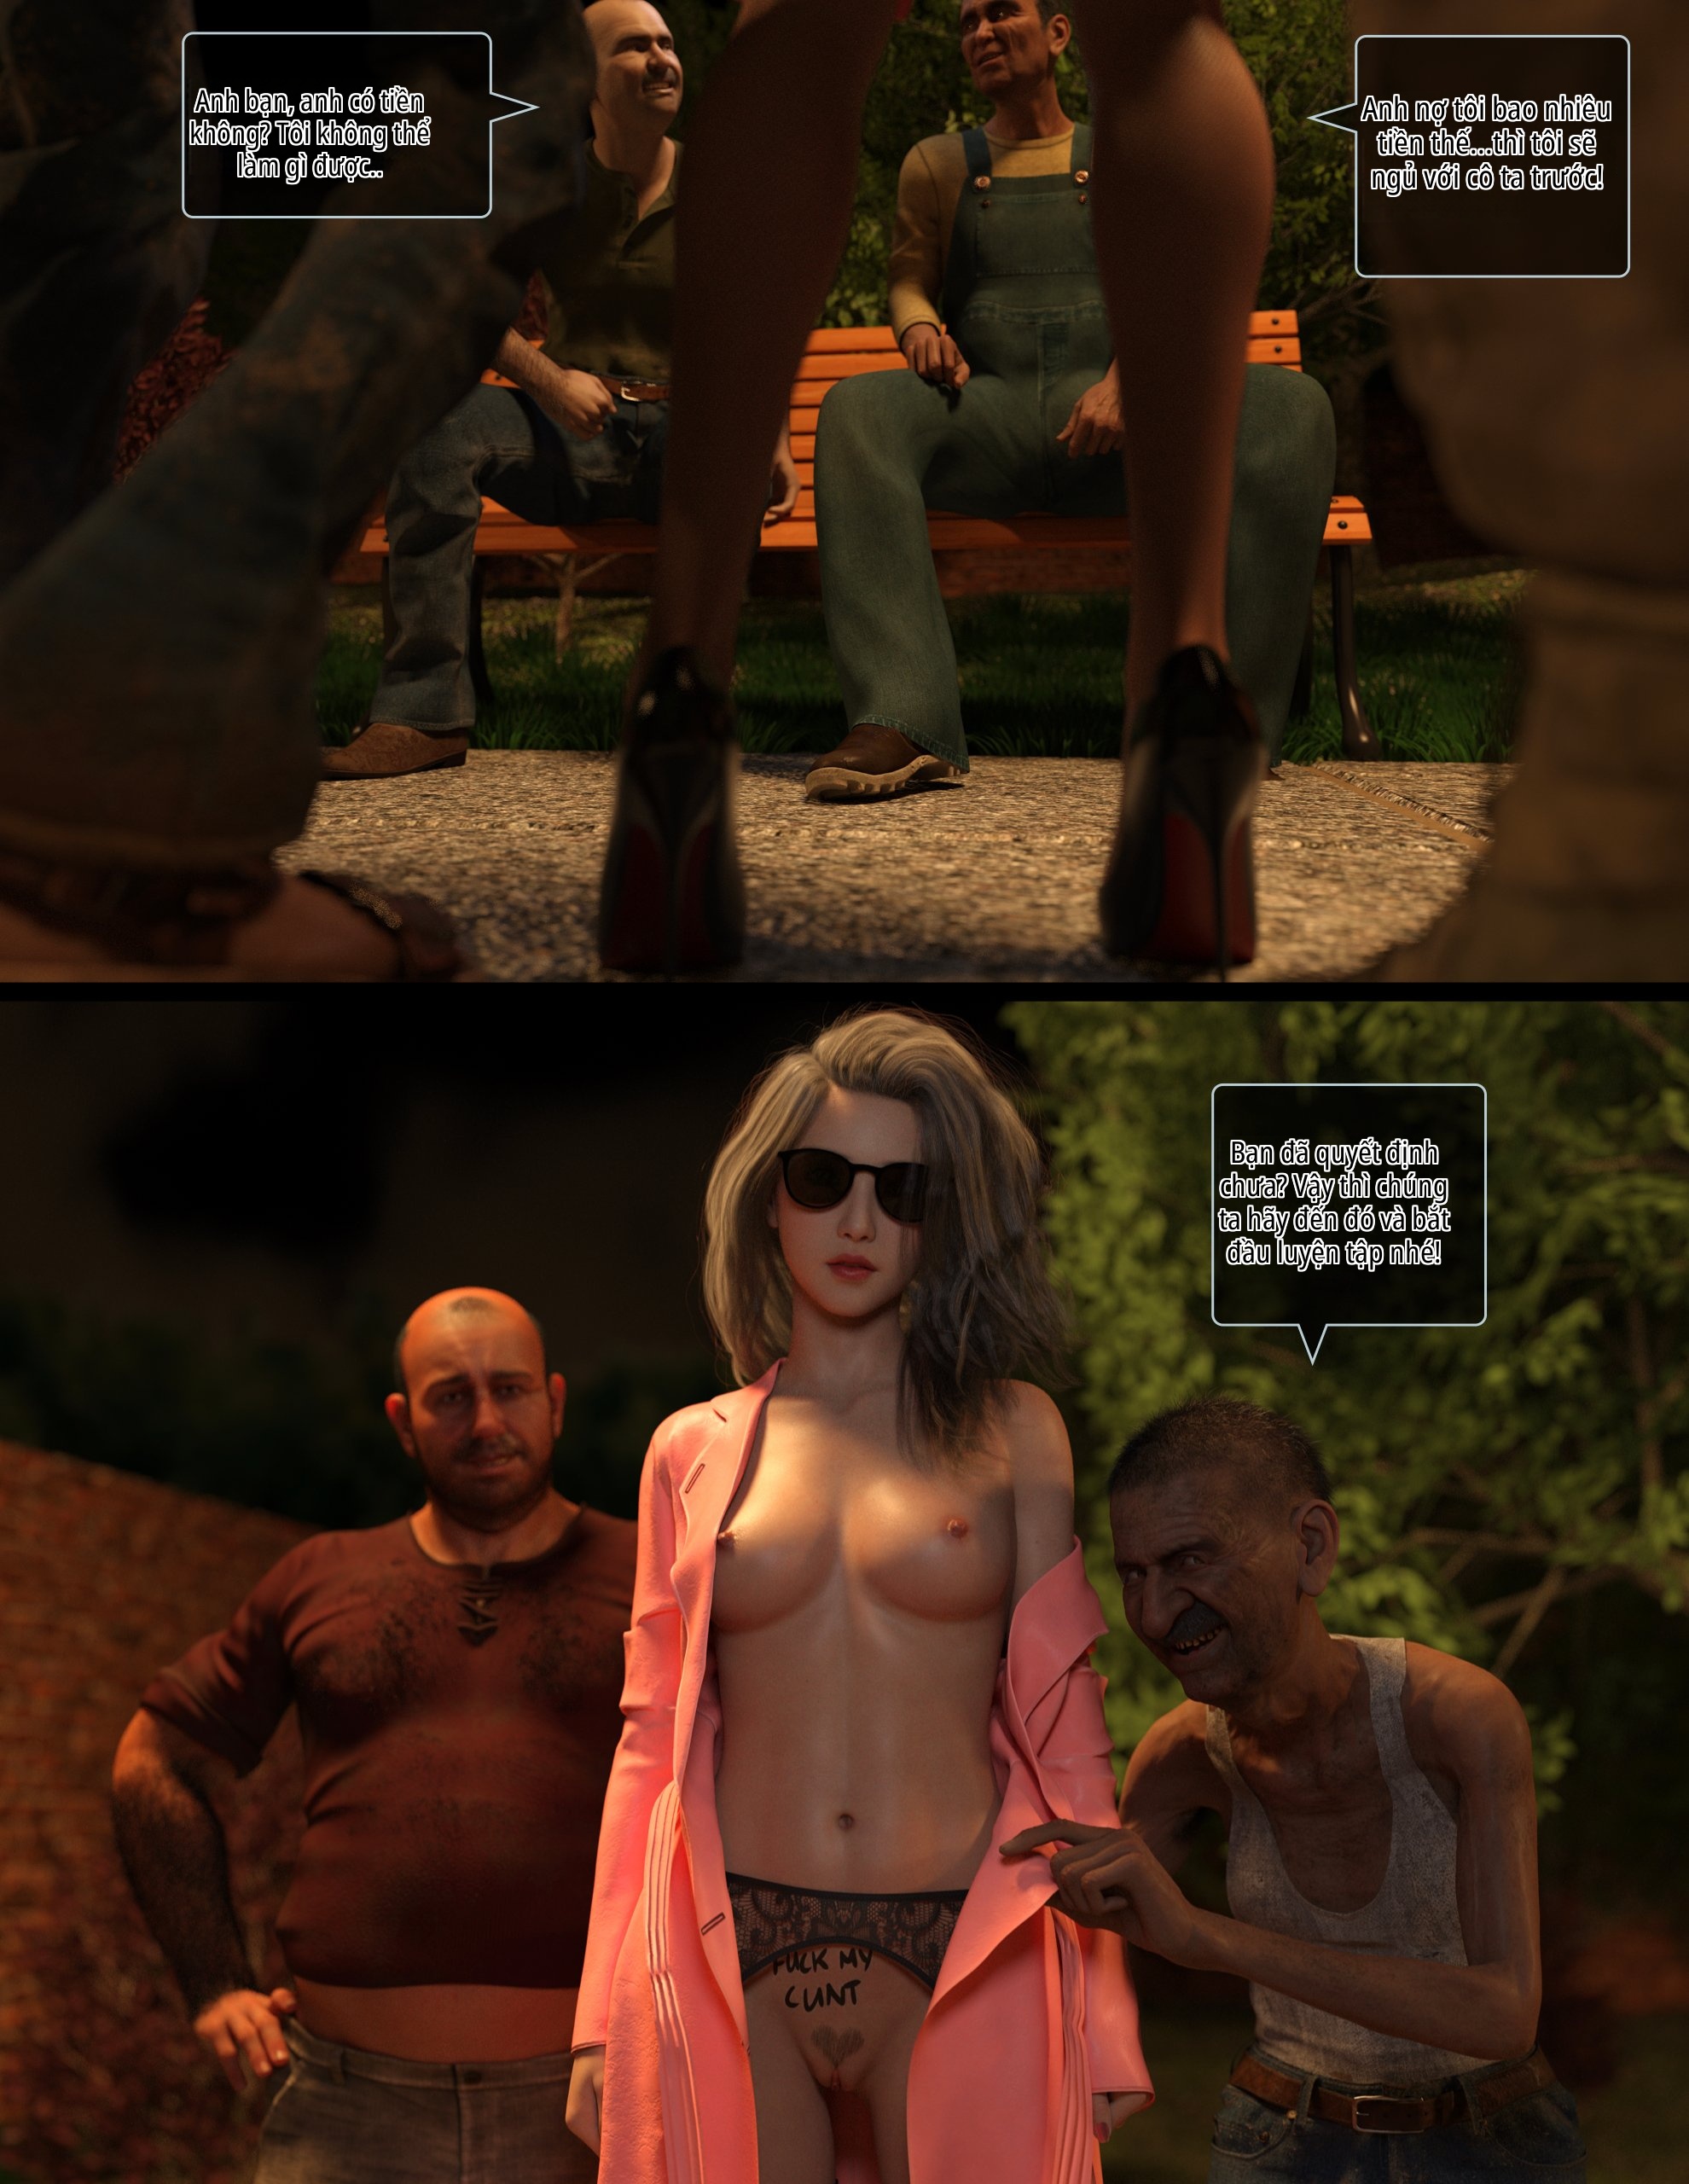 Anh bạn, anh có tiền
không? Tôi không thể
làm gì được..
Anh nợ tôi bao nhiêu
tiền thế...thì tôi sẽ
ngủ với cô ta trước!
Bạn đã quyết định
chưa? Vậy thì chúng
ta hãy đến đó và bắt
đầu luyện tập nhé!
FUCK MY
CUNT